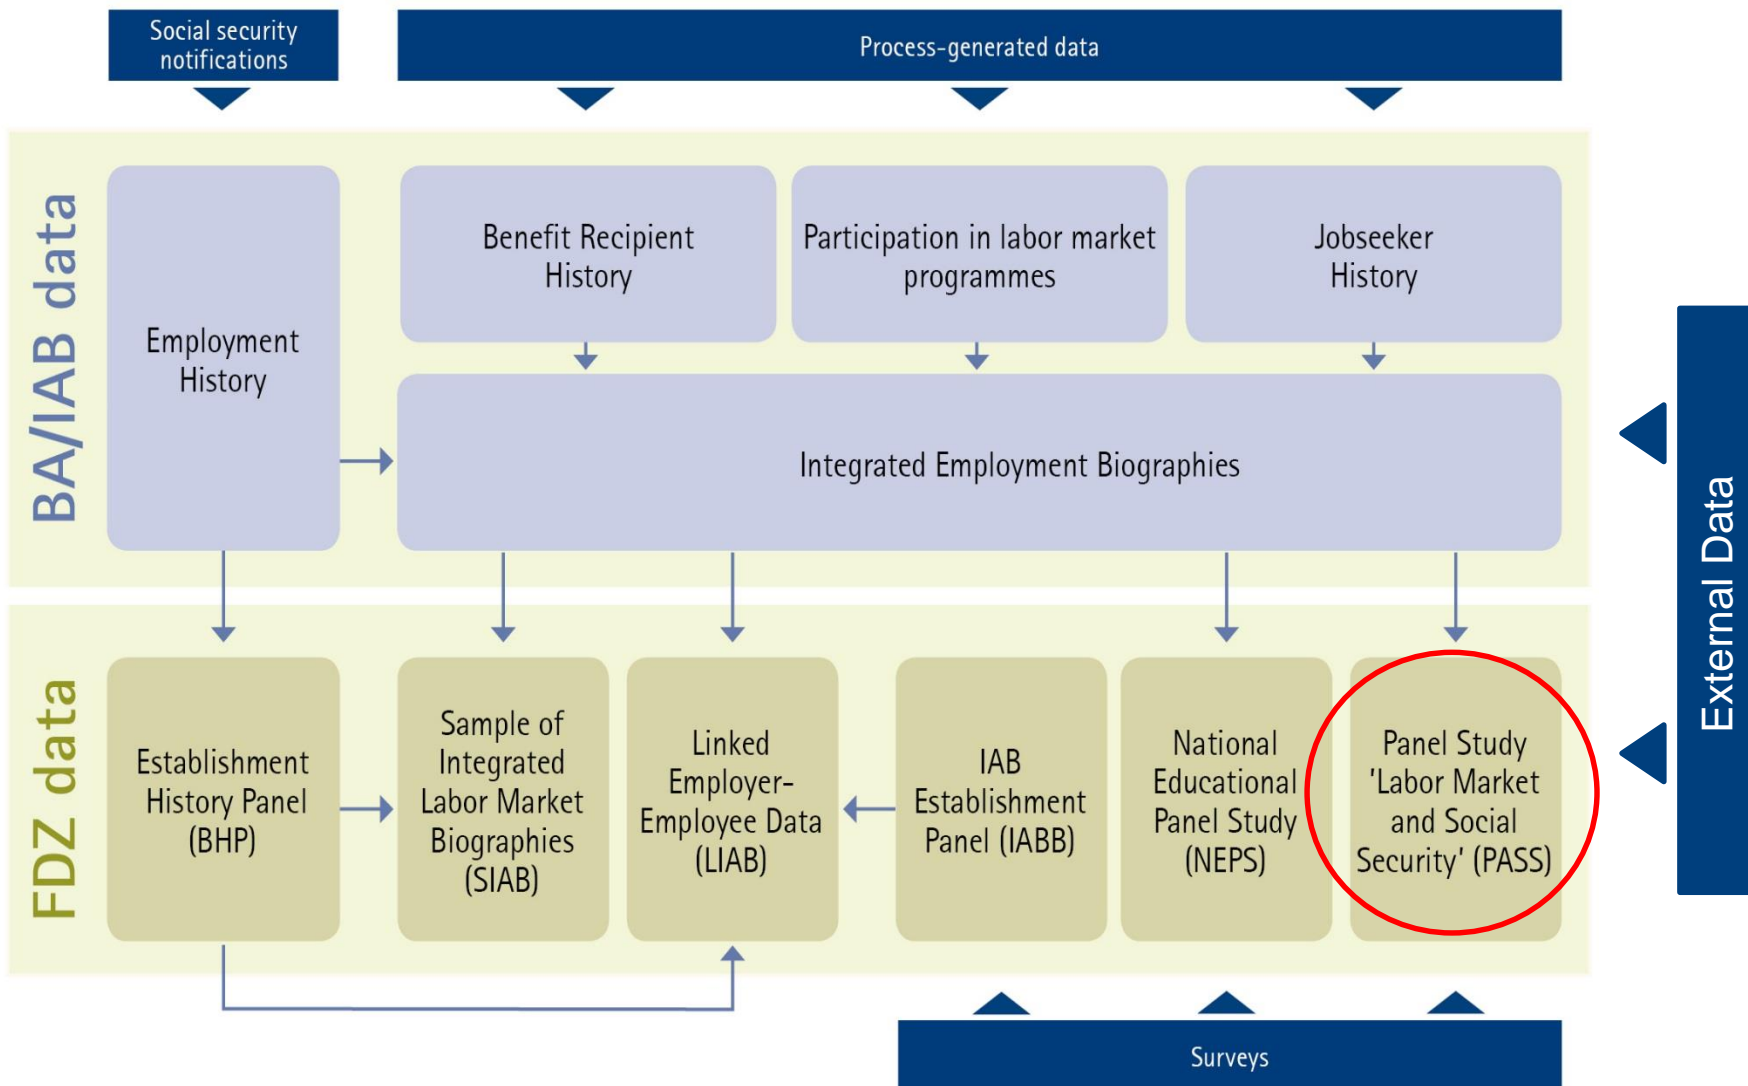 Social security
notifications
Process-generated data
BA/IAB data
Employment
History
Benefit Recipient
History
Participation in labor market
programmes
Jobseeker
History
Integrated Employment Biographies
External Data
FDZ data
Establishment
History Panel
(BHP)
Sample of
Integrated
Labor Market
Biographies
(SIAB)
Linked
Employer-
Employee Data
(LIAB)
IAB
Establishment
Panel (IABB)
National
Educational
Panel Study
(NEPS)
Panel Study
'Labor Market
and Social
Security' (PASS)
Surveys